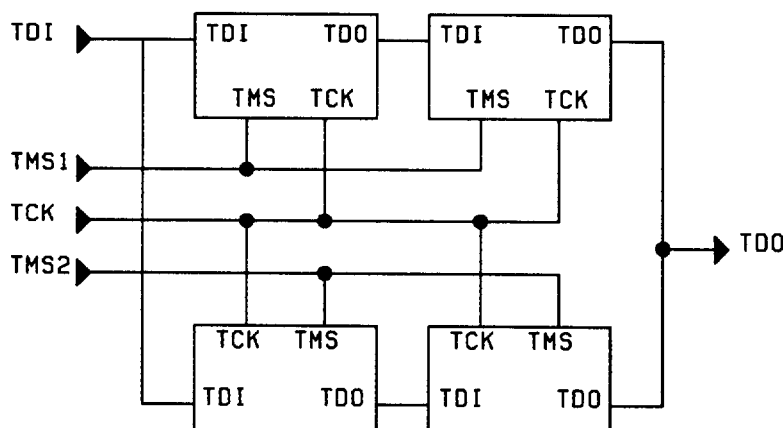 TDI
TDI TDO
TDI TDO
TMS TCK
TMS TCK
TMS1
TCK
TMS2
TDO
TCK TMS
TCK TMS
TDI TDO
TDI TDO